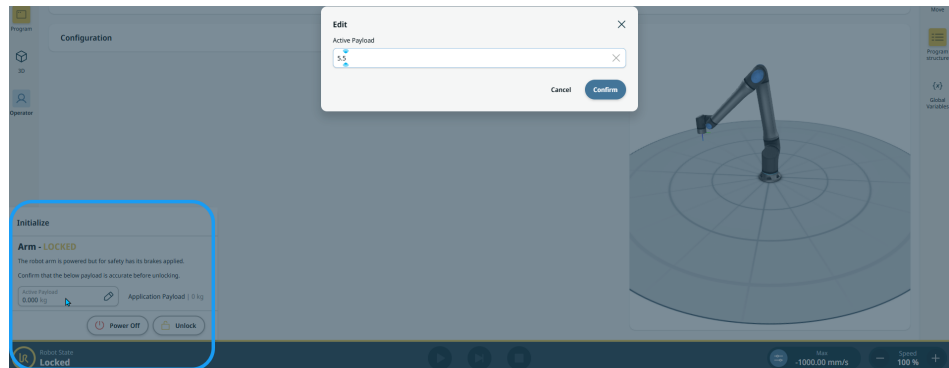 Program
3D
Operator
Configuration
Edit
Active Payload
5.5
Cancel
Confirm
Move
Program structure
{x}
Global Variables
Initialize
Arm - LOCKED
The robot arm is powered but for safety has its brakes applied.
Confirm that the below payload is accurate before unlocking.
Active Payload
0.000 kg
Application Payload | 0 kg
Power Off
Unlock
UR
Robot State
Locked
Max
-1000.00 mm/s
Speed
100 %